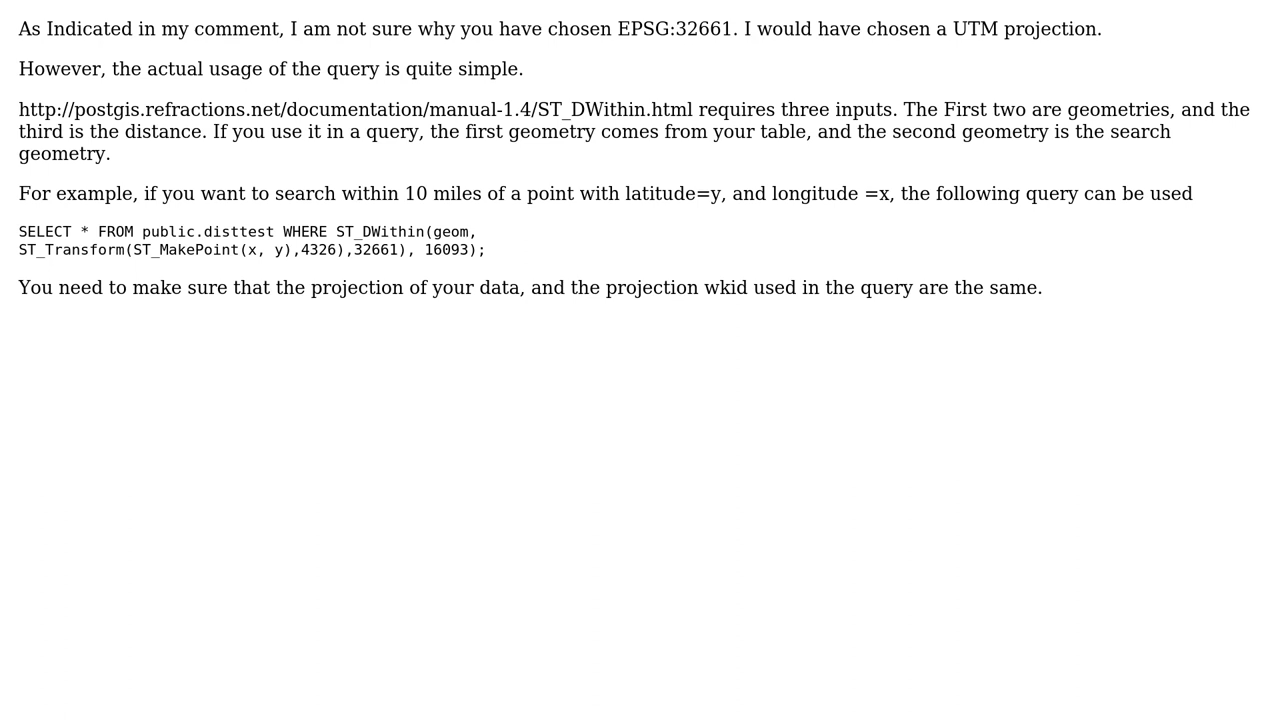 As Indicated in my comment, I am not sure why you have chosen EPSG:32661. I would have chosen a UTM projection.
However, the actual usage of the query is quite simple.
http://postgis.refractions.net/documentation/manual-1.4/ST_DWithin.html requires three inputs. The First two are geometries, and the
third is the distance. If you use it in a query, the first geometry comes from your table, and the second geometry is the search
geometry.
For example, if you want to search within 10 miles of a point with latitude=y, and longitude =x, the following query can be used
SELECT * FROM public.disttest WHERE ST_DWithin(geom,
ST_Transform(ST_MakePoint(x, y),4326),32661), 16093);
You need to make sure that the projection of your data, and the projection wkid used in the query are the same.